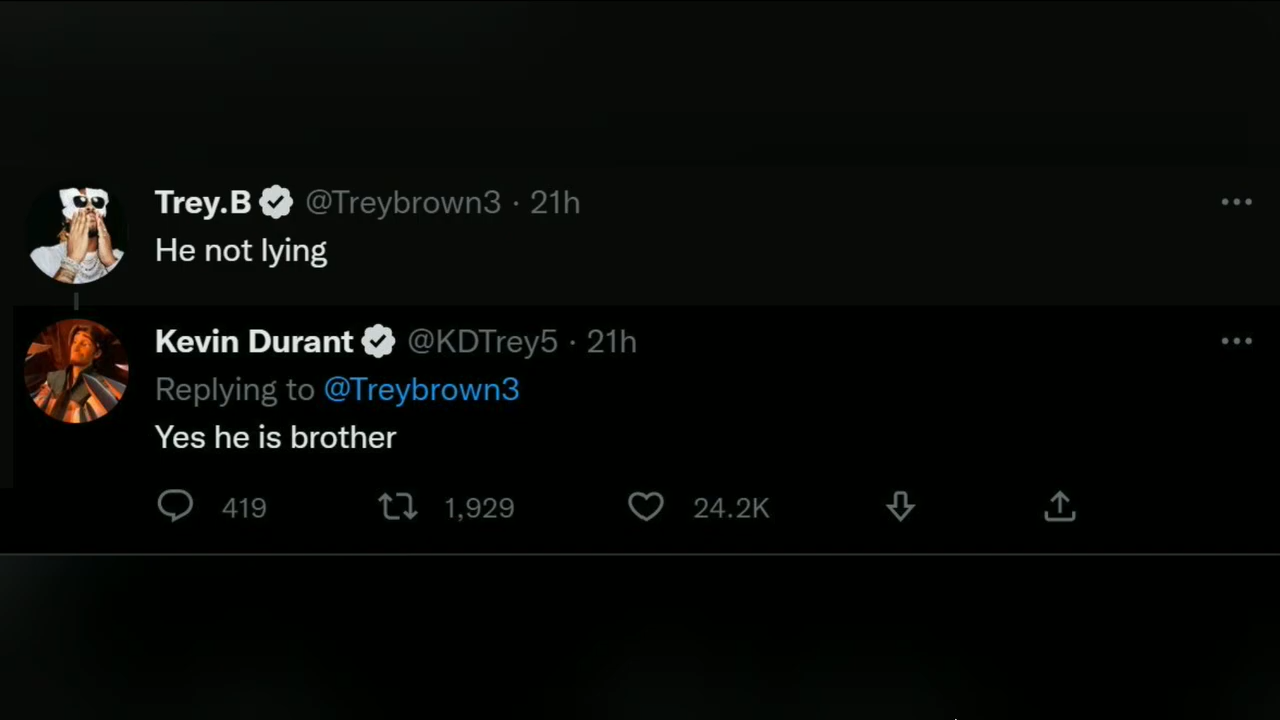 Trey.B @Treybrown3 · 21h
He not lying
Kevin Durant @KDTrey5 · 21h
Replying to @Treybrown3
Yes he is brother
419 1,929 24.2K